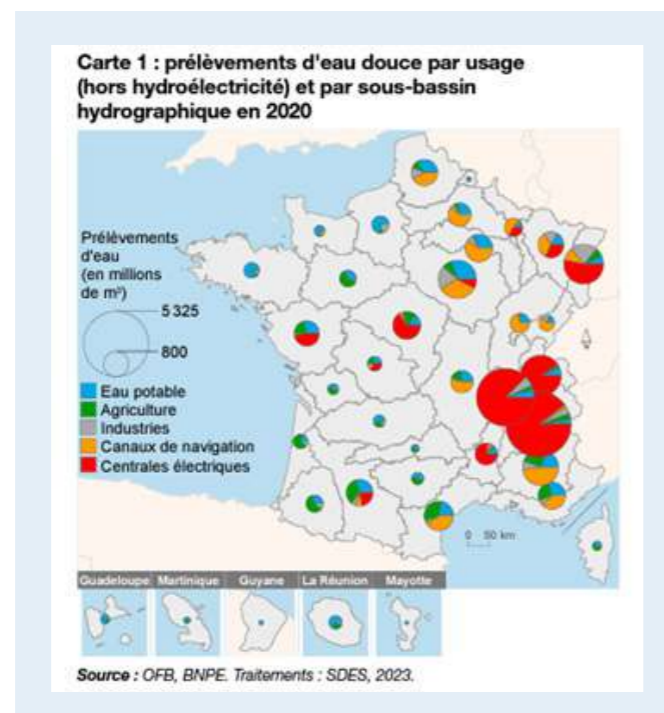 Carte 1 : prélèvements d'eau douce par usage
(hors hydroélectricité) et par sous-bassin
hydrographique en 2020
Prélèvements
d'eau
(en millions
de m³)
5 325
800
Eau potable
Agriculture
Industries
Canaux de navigation
Centrales électriques
0 50 km
Guadeloupe Martinique Guyane La Réunion Mayotte
Source : OFB, BNPE. Traitements : SDES, 2023.